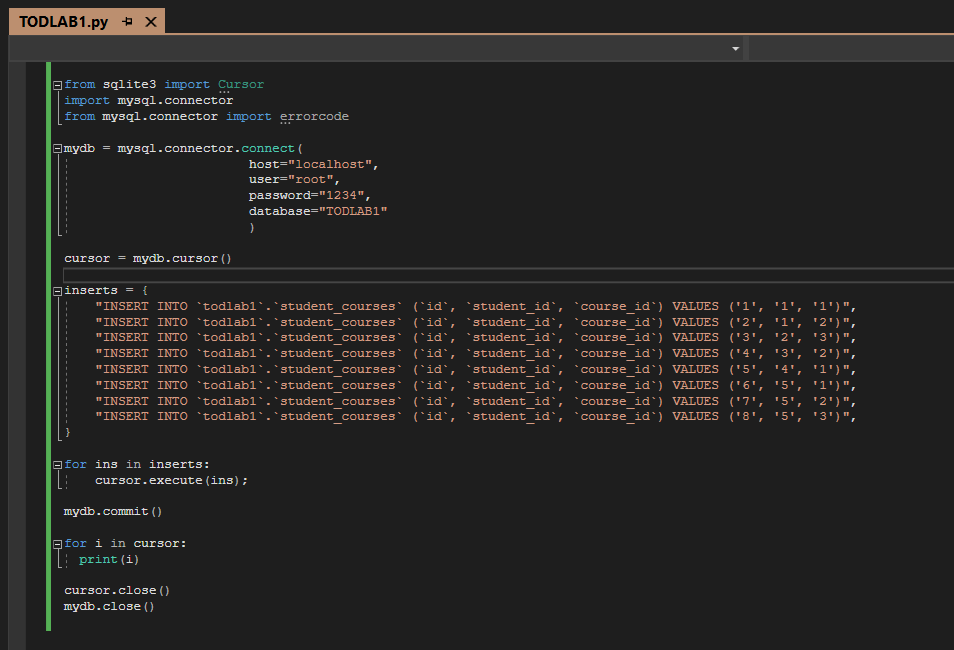 TODLAB1.py
from sqlite3 import Cursor
import mysql.connector
from mysql.connector import errorcode
mydb = mysql.connector.connect(
host="localhost",
user="root",
password="1234",
database="TODLAB1"
)
cursor = mydb.cursor()
inserts = {
"INSERT INTO `todlab1`.`student_courses` (`id`, `student_id`, `course_id`) VALUES ('1', '1', '1')",
"INSERT INTO `todlab1`.`student_courses` (`id`, `student_id`, `course_id`) VALUES ('2', '1', '2')",
"INSERT INTO `todlab1`.`student_courses` (`id`, `student_id`, `course_id`) VALUES ('3', '2', '3')",
"INSERT INTO `todlab1`.`student_courses` (`id`, `student_id`, `course_id`) VALUES ('4', '3', '2')",
"INSERT INTO `todlab1`.`student_courses` (`id`, `student_id`, `course_id`) VALUES ('5', '4', '1')",
"INSERT INTO `todlab1`.`student_courses` (`id`, `student_id`, `course_id`) VALUES ('6', '5', '1')",
"INSERT INTO `todlab1`.`student_courses` (`id`, `student_id`, `course_id`) VALUES ('7', '5', '2')",
"INSERT INTO `todlab1`.`student_courses` (`id`, `student_id`, `course_id`) VALUES ('8', '5', '3')",
}
for ins in inserts:
cursor.execute(ins);
mydb.commit()
for i in cursor:
print(i)
cursor.close()
mydb.close()